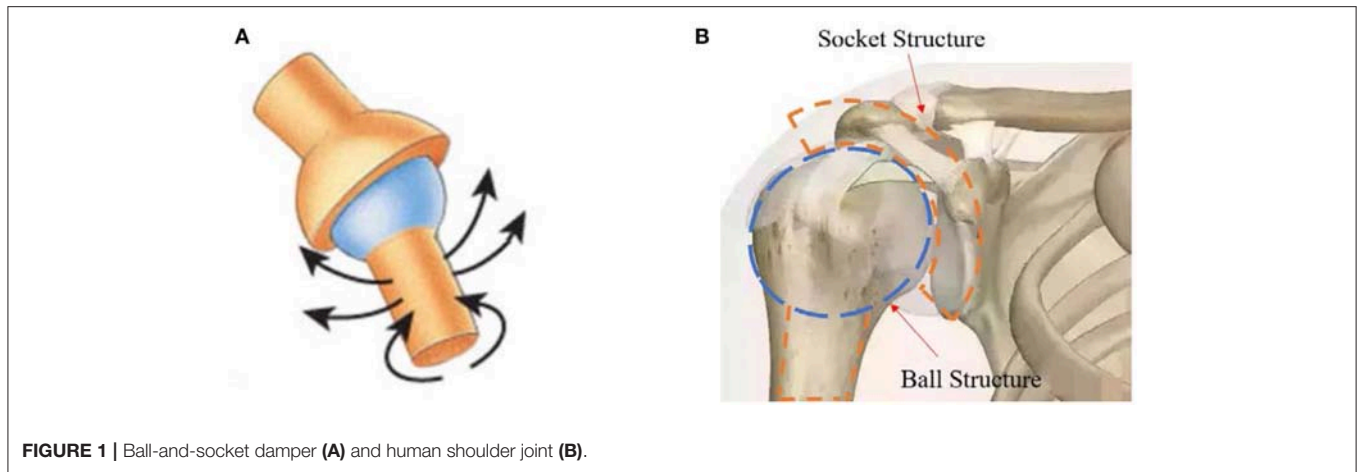 A
B
Socket Structure
Ball Structure
FIGURE 1 | Ball-and-socket damper (A) and human shoulder joint (B).